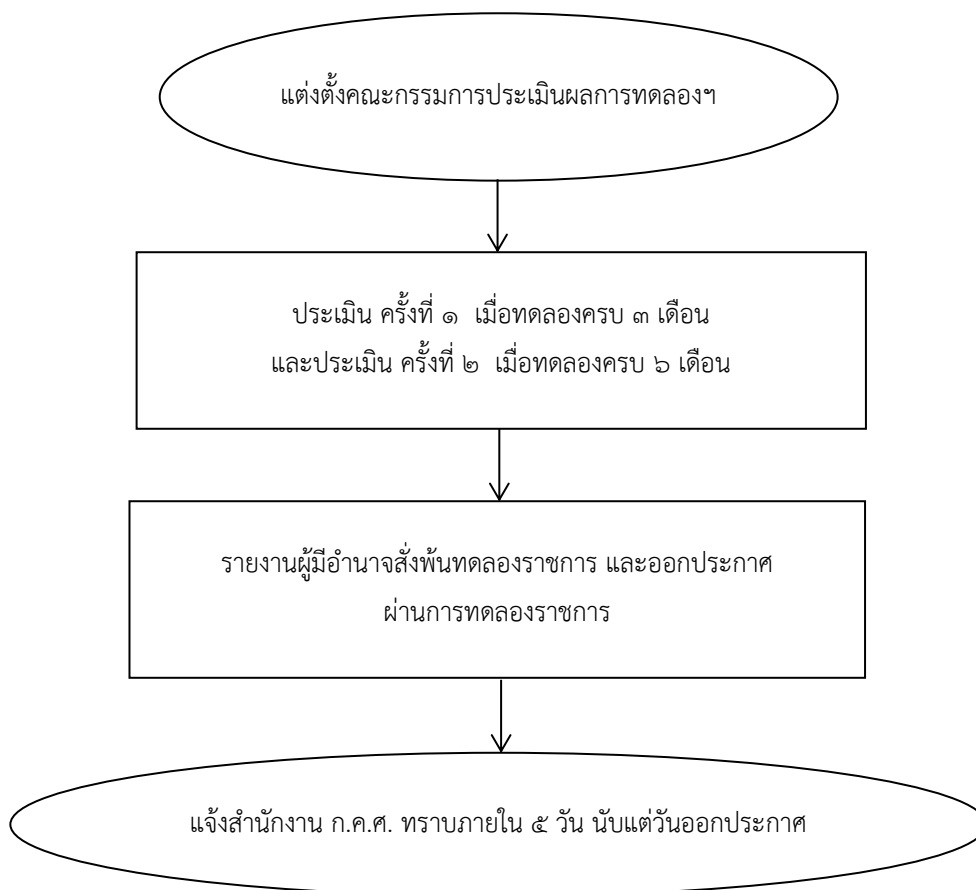 แต่งตั้งคณะกรรมการประเมินผลการทดลองฯ
ประเมิน ครั้งที่ ๑ เมื่อทดลองครบ ๓ เดือน
และประเมิน ครั้งที่ ๒ เมื่อทดลองครบ ๖ เดือน
รายงานผู้มีอำนาจสั่งพ้นทดลองราชการ และออกประกาศ
ผ่านการทดลองราชการ
แจ้งสำนักงาน ก.ค.ศ. ทราบภายใน ๕ วัน นับแต่วันออกประกาศ